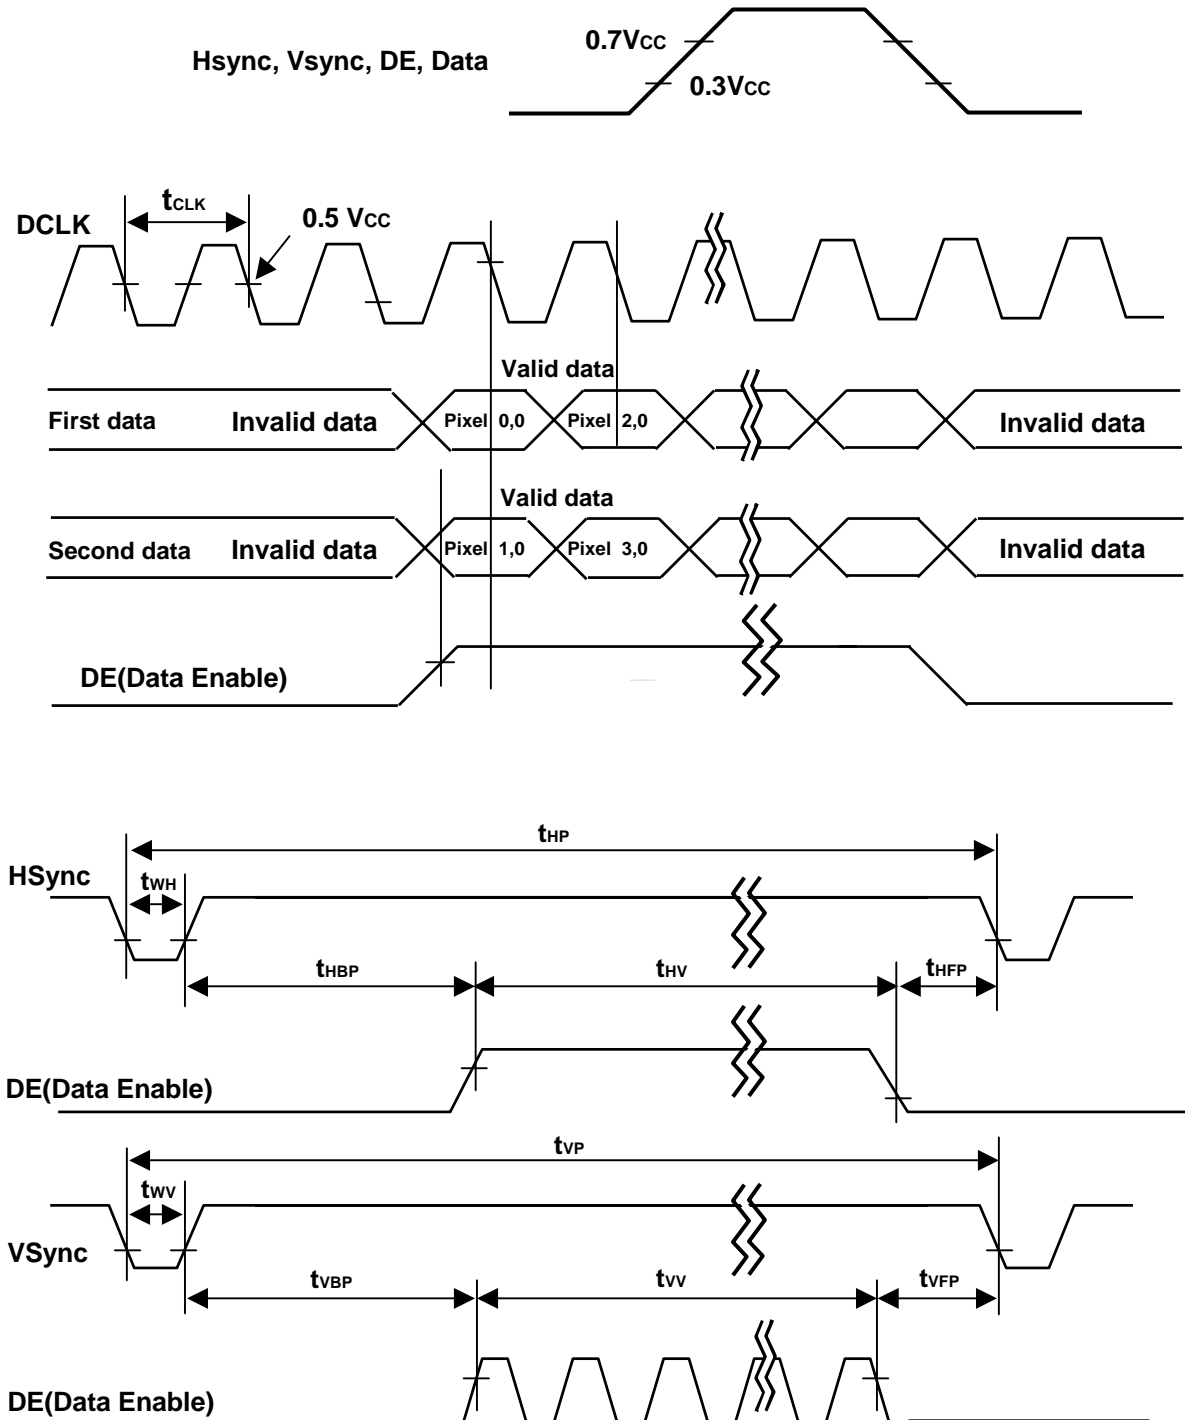 0.7VCC
Hsync, Vsync, DE, Data
0.3VCC
tCLK
DCLK
0.5 VCC
Valid data
First data Invalid data Pixel 0,0 Pixel 2,0 Invalid data
Valid data
Second data Invalid data Pixel 1,0 Pixel 3,0 Invalid data
DE(Data Enable)
tHP
HSync
tWH
tHBP tHV tHFP
DE(Data Enable)
tVP
tWV
VSync
tVBP tVV tVFP
DE(Data Enable)